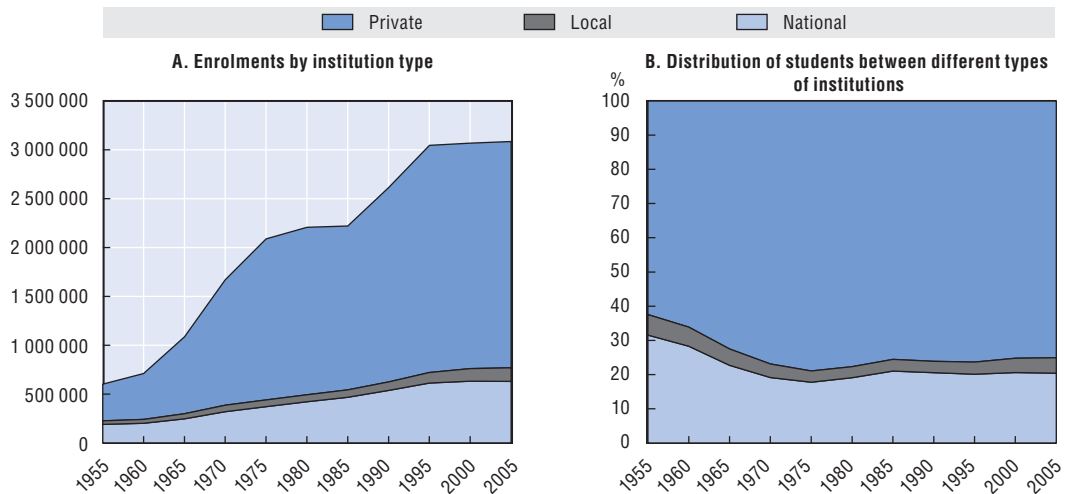 Private Local National
A. Enrolments by institution type
3 500 000
3 000 000
2 500 000
2 000 000
1 500 000
1 000 000
500 000
0
1955 1960 1965 1970 1975 1980 1985 1990 1995 2000 2005
B. Distribution of students between different types
of institutions
%
100
90
80
70
60
50
40
30
20
10
0
1955 1960 1965 1970 1975 1980 1985 1990 1995 2000 2005